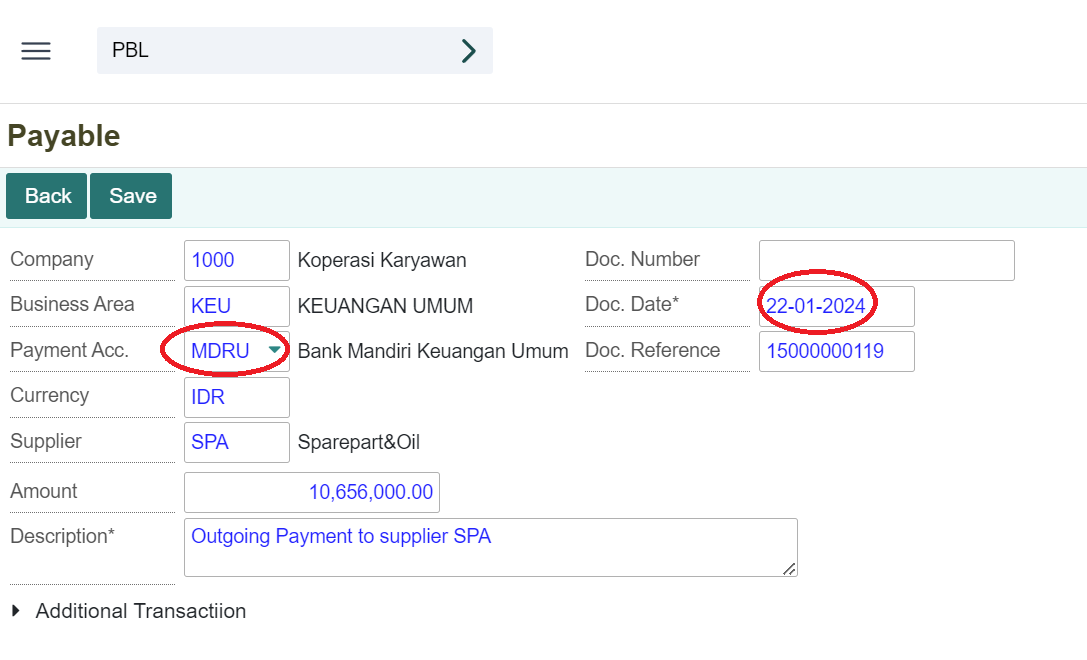 PBL
Payable
Back Save
Company 1000 Koperasi Karyawan Doc. Number
Business Area KEU KEUANGAN UMUM Doc. Date* 22-01-2024
Payment Acc. MDRU Bank Mandiri Keuangan Umum Doc. Reference 15000000119
Currency IDR
Supplier SPA Sparepart&Oil
Amount 10,656,000.00
Description* Outgoing Payment to supplier SPA
Additional Transactiion